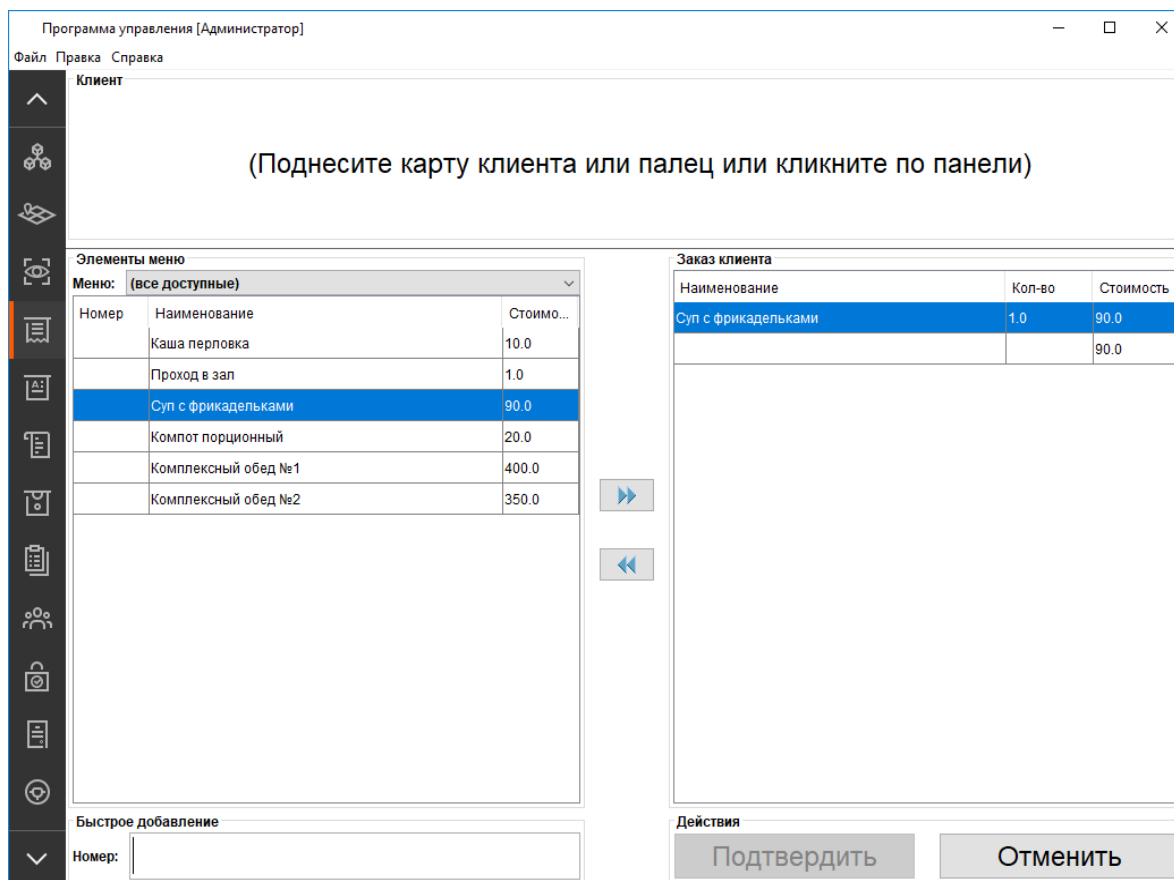 Программа управления [Администратор]
Файл Правка Справка
Клиент
(Поднесите карту клиента или палец или кликните по панели)
Элементы меню
Меню: (все доступные)
Номер Наименование Стоимо...
Каша перловка 10.0
Проход в зал 1.0
Суп с фрикадельками 90.0
Компот порционный 20.0
Комплексный обед №1 400.0
Комплексный обед №2 350.0
Заказ клиента
Наименование Кол-во Стоимость
Суп с фрикадельками 1.0 90.0
90.0
Быстрое добавление
Номер:
Действия
Подтвердить Отменить